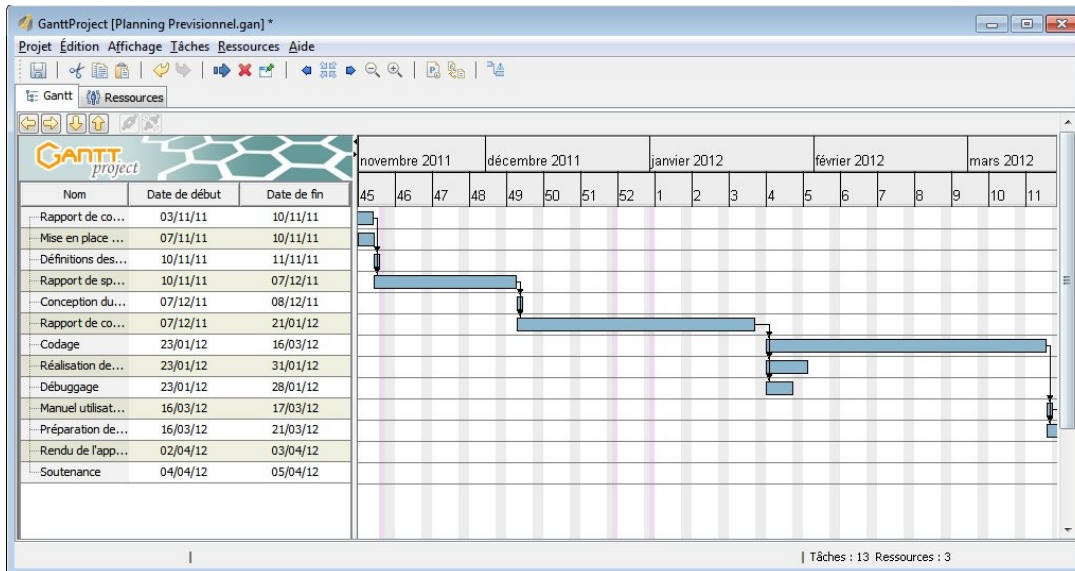 GanttProject [Planning Previsionnel.gan] *
Projet Édition Affichage Tâches Ressources Aide
Gantt Ressources
GANTT project
novembre 2011 décembre 2011 janvier 2012 février 2012 mars 2012
Nom Date de début Date de fin 45 46 47 48 49 50 51 52 1 2 3 4 5 6 7 8 9 10 11
Rapport de co... 03/11/11 10/11/11
Mise en place ... 07/11/11 10/11/11
Définitions des... 10/11/11 11/11/11
Rapport de sp... 10/11/11 07/12/11
Conception du... 07/12/11 08/12/11
Rapport de co... 07/12/11 21/01/12
Codage 23/01/12 16/03/12
Réalisation de... 23/01/12 31/01/12
Débuggage 23/01/12 28/01/12
Manuel utilisat... 16/03/12 17/03/12
Préparation de... 16/03/12 21/03/12
Rendu de l'app... 02/04/12 03/04/12
Soutenance 04/04/12 05/04/12
Tâches : 13 Ressources : 3